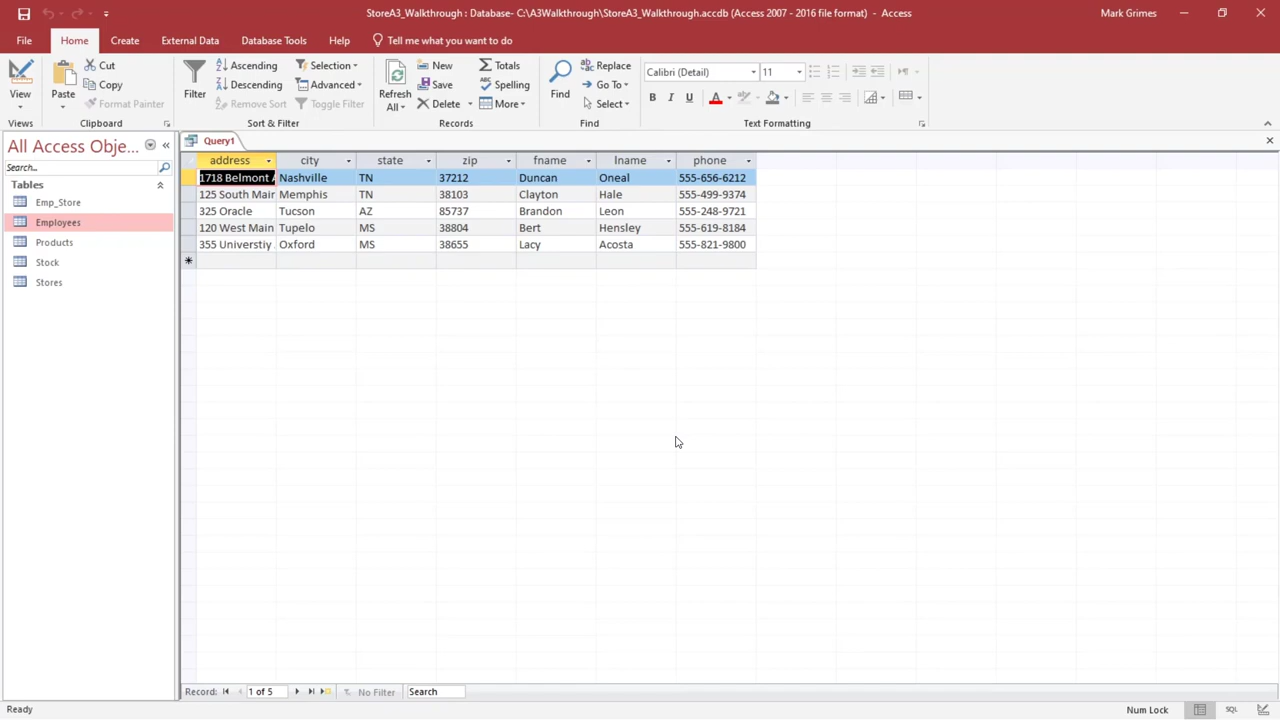 StoreA3_Walkthrough : Database- C:\A3Walkthrough\StoreA3_Walkthrough.accdb (Access 2007 - 2016 file format) - Access
Mark Grimes
File Home Create External Data Database Tools Help Tell me what you want to do
View
Views
Paste
Cut
Copy
Format Painter
Clipboard
Filter
Ascending
Descending
Remove Sort
Selection
Advanced
Toggle Filter
Sort & Filter
Refresh
All
New
Save
Delete
Totals
Spelling
More
Records
Find
Replace
Go To
Select
Find
Calibri (Detail) 11
B I U A
Text Formatting
All Access Obje...
Search...
Tables
Emp_Store
Employees
Products
Stock
Stores
Query1
address city state zip fname lname phone
1718 Belmont A Nashville TN 37212 Duncan Oneal 555-656-6212
125 South Main Memphis TN 38103 Clayton Hale 555-499-9374
325 Oracle Tucson AZ 85737 Brandon Leon 555-248-9721
120 West Main Tupelo MS 38804 Bert Hensley 555-619-8184
355 Universtiy Oxford MS 38655 Lacy Acosta 555-821-9800
Record: 1 of 5 No Filter Search
Ready
Num Lock SQL